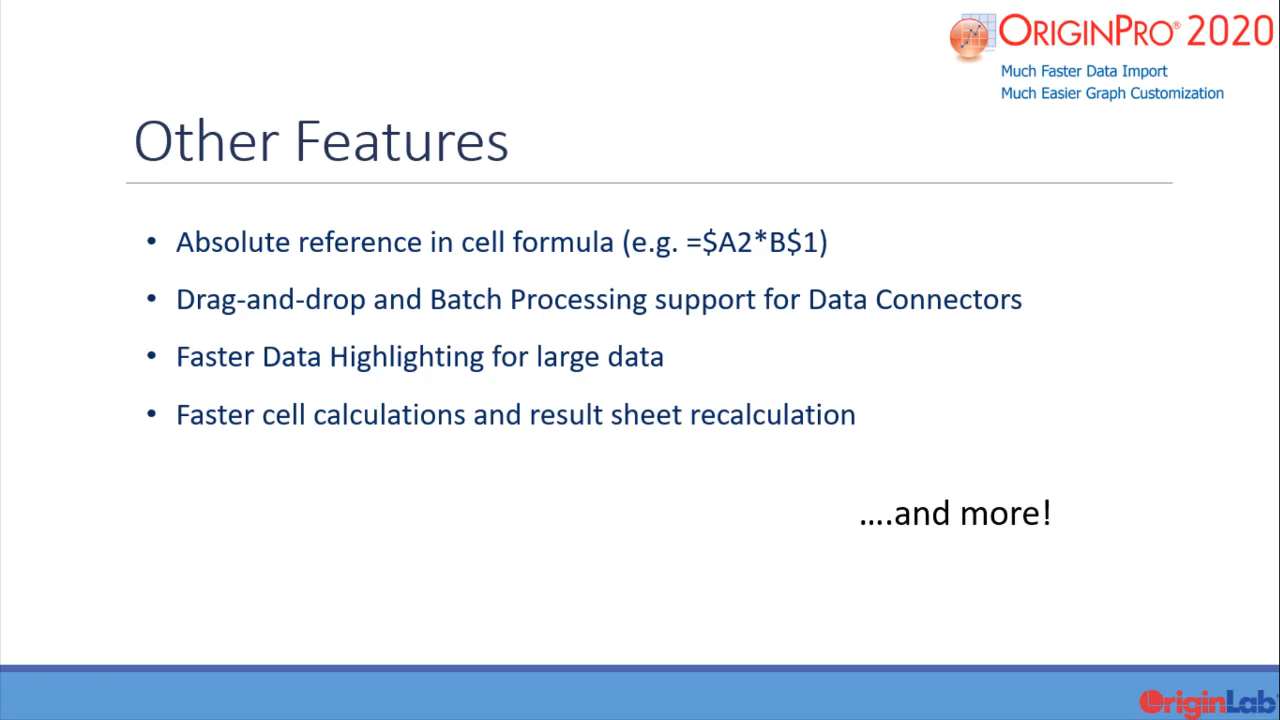 ORIGINPRO® 2020
Much Faster Data Import
Much Easier Graph Customization
Other Features
• Absolute reference in cell formula (e.g. =$A2*B$1)
• Drag-and-drop and Batch Processing support for Data Connectors
• Faster Data Highlighting for large data
• Faster cell calculations and result sheet recalculation
....and more!
OriginLab